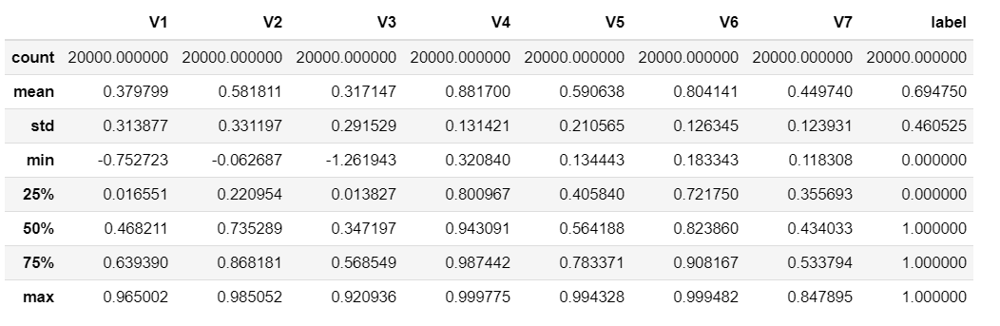 V1 V2 V3 V4 V5 V6 V7 label
count 20000.000000 20000.000000 20000.000000 20000.000000 20000.000000 20000.000000 20000.000000 20000.000000
mean 0.379799 0.581811 0.317147 0.881700 0.590638 0.804141 0.449740 0.694750
std 0.313877 0.331197 0.291529 0.131421 0.210565 0.126345 0.123931 0.460525
min -0.752723 -0.062687 -1.261943 0.320840 0.134443 0.183343 0.118308 0.000000
25% 0.016551 0.220954 0.013827 0.800967 0.405840 0.721750 0.355693 0.000000
50% 0.468211 0.735289 0.347197 0.943091 0.564188 0.823860 0.434033 1.000000
75% 0.639390 0.868181 0.568549 0.987442 0.783371 0.908167 0.533794 1.000000
max 0.965002 0.985052 0.920936 0.999775 0.994328 0.999482 0.847895 1.000000